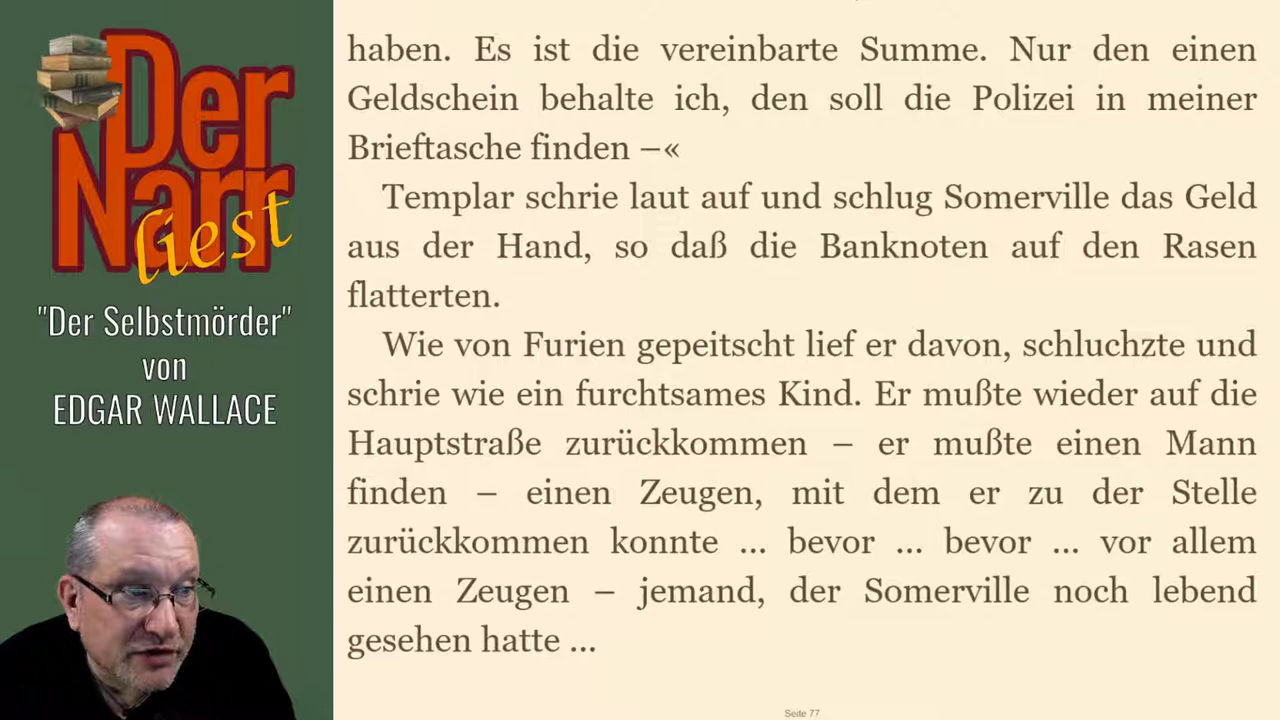 Der
Narr
liest
"Der Selbstmörder"
von
EDGAR WALLACE
haben. Es ist die vereinbarte Summe. Nur den einen
Geldschein behalte ich, den soll die Polizei in meiner
Brieftasche finden –«
Templar schrie laut auf und schlug Somerville das Geld
aus der Hand, so daß die Banknoten auf den Rasen
flatterten.
Wie von Furien gepeitscht lief er davon, schluchzte und
schrie wie ein furchtsames Kind. Er mußte wieder auf die
Hauptstraße zurückkommen – er mußte einen Mann
finden – einen Zeugen, mit dem er zu der Stelle
zurückkommen konnte ... bevor ... bevor ... vor allem
einen Zeugen – jemand, der Somerville noch lebend
gesehen hatte ...
Seite 77